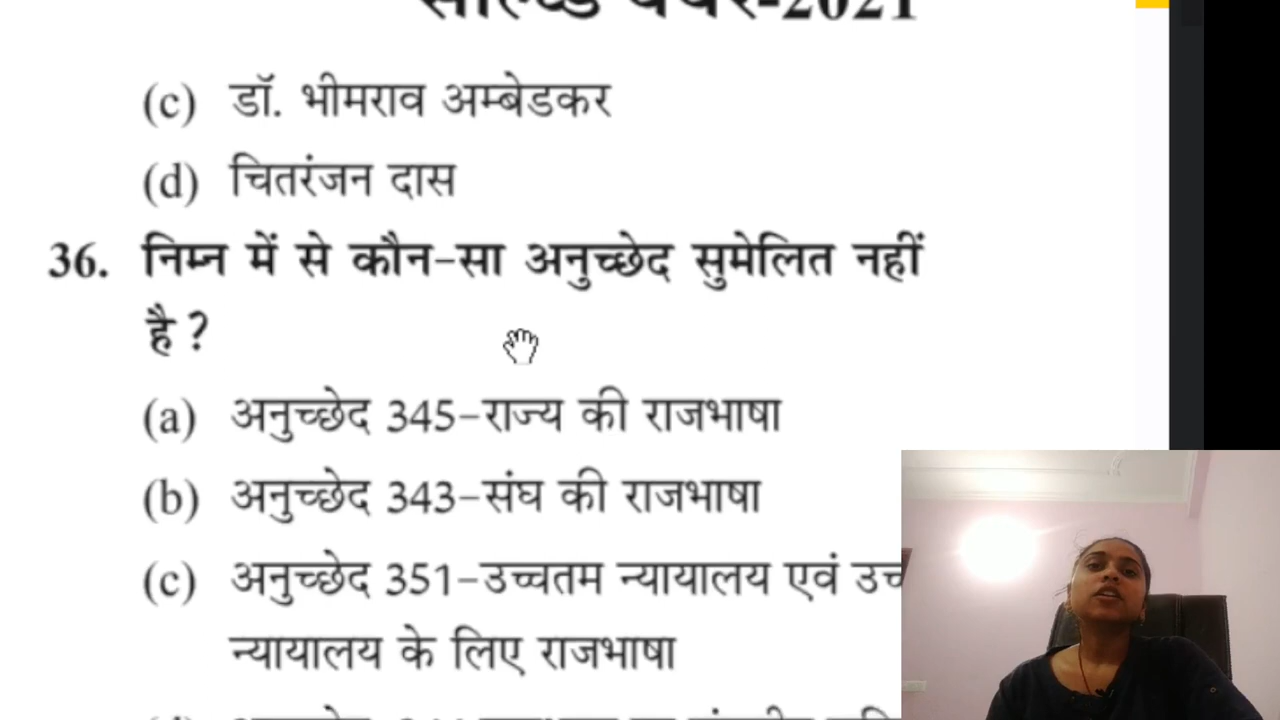 (c) डॉ. भीमराव अम्बेडकर
(d) चितरंजन दास
36. निम्न में से कौन-सा अनुच्छेद सुमेलित नहीं
है ?
(a) अनुच्छेद 345-राज्य की राजभाषा
(b) अनुच्छेद 343-संघ की राजभाषा
(c) अनुच्छेद 351-उच्चतम न्यायालय एवं
न्यायालय के लिए राजभाषा